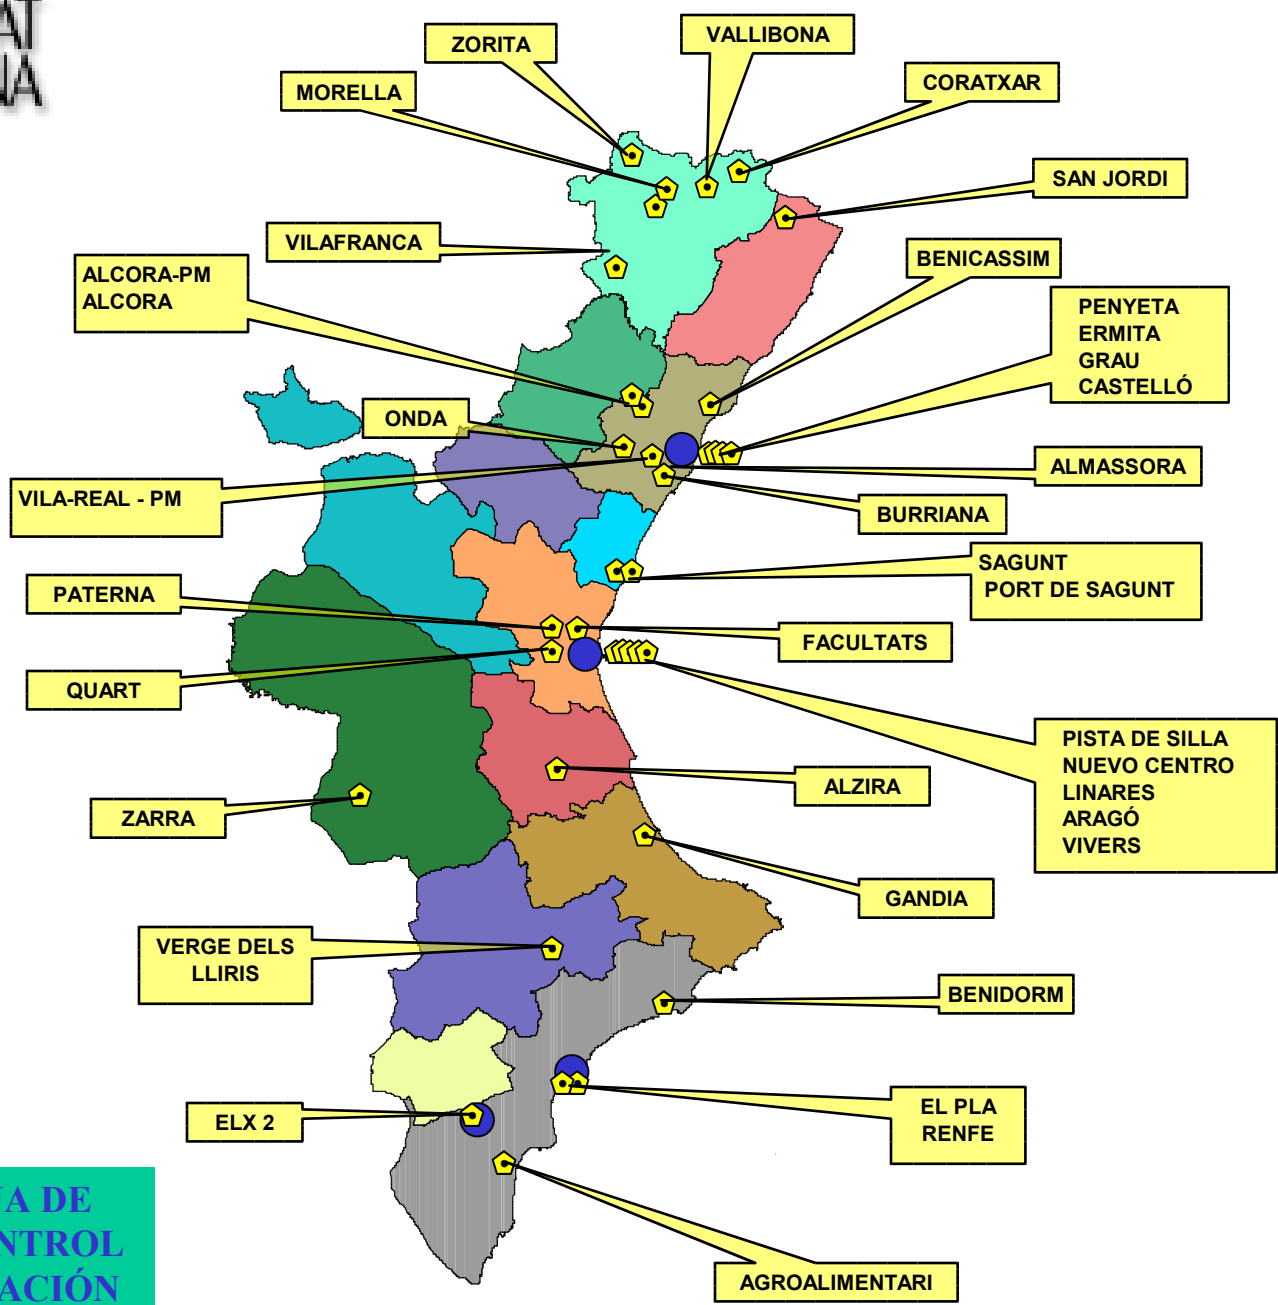 ZORITA
VALLIBONA
MORELLA
CORATXAR
SAN JORDI
VILAFRANCA
BENICASSIM
ALCORA-PM
ALCORA
PENYETA
ERMITA
GRAU
CASTELLÓ
ONDA
ALMASSORA
VILA-REAL - PM
BURRIANA
SAGUNT
PORT DE SAGUNT
PATERNA
FACULTATS
QUART
PISTA DE SILLA
NUEVO CENTRO
LINARES
ARAGÓ
VIVERS
ALZIRA
ZARRA
GANDIA
VERGE DELS
LLIRIS
BENIDORM
EL PLA
RENFE
ELX 2
AGROALIMENTARI
DE